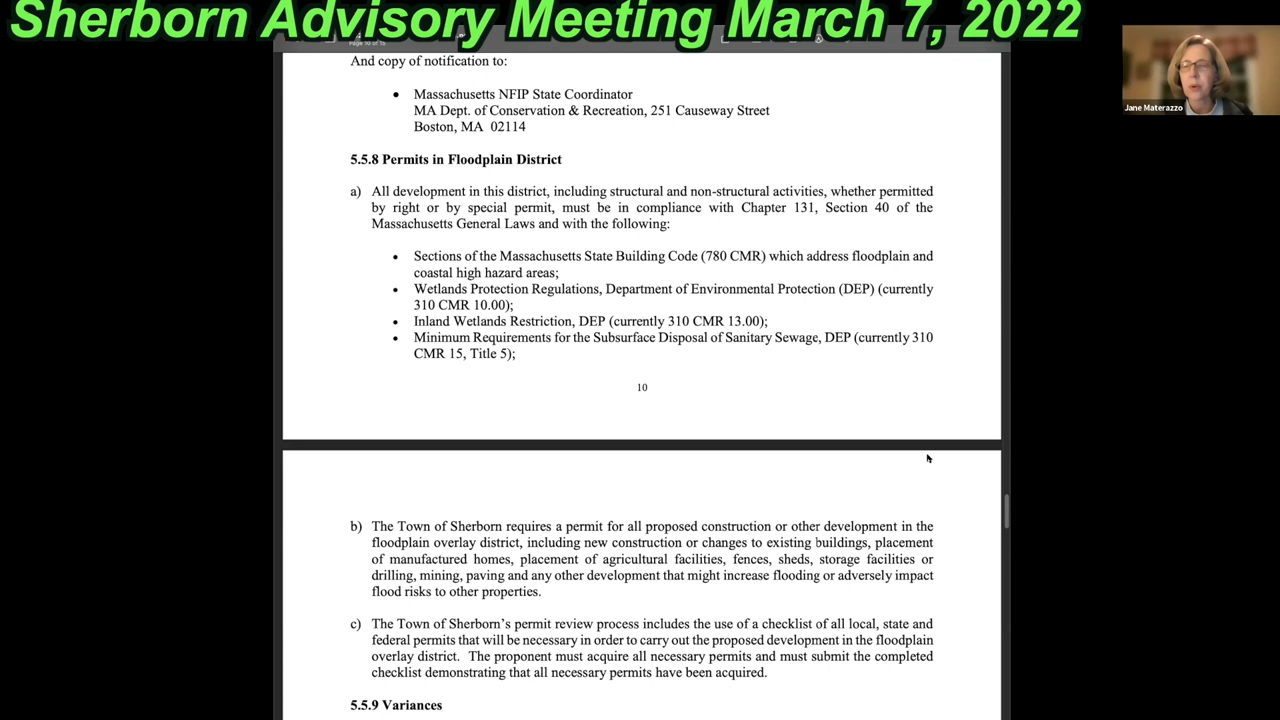 Sherborn Advisory Meeting March 7, 2022
Page 10 of 15
Jane Materazzo
And copy of notification to:
• Massachusetts NFIP State Coordinator
MA Dept. of Conservation & Recreation, 251 Causeway Street
Boston, MA 02114
5.5.8 Permits in Floodplain District
a) All development in this district, including structural and non-structural activities, whether permitted
by right or by special permit, must be in compliance with Chapter 131, Section 40 of the
Massachusetts General Laws and with the following:
• Sections of the Massachusetts State Building Code (780 CMR) which address floodplain and
coastal high hazard areas;
• Wetlands Protection Regulations, Department of Environmental Protection (DEP) (currently
310 CMR 10.00);
• Inland Wetlands Restriction, DEP (currently 310 CMR 13.00);
• Minimum Requirements for the Subsurface Disposal of Sanitary Sewage, DEP (currently 310
CMR 15, Title 5);
10
b) The Town of Sherborn requires a permit for all proposed construction or other development in the
floodplain overlay district, including new construction or changes to existing buildings, placement
of manufactured homes, placement of agricultural facilities, fences, sheds, storage facilities or
drilling, mining, paving and any other development that might increase flooding or adversely impact
flood risks to other properties.
c) The Town of Sherborn's permit review process includes the use of a checklist of all local, state and
federal permits that will be necessary in order to carry out the proposed development in the floodplain
overlay district. The proponent must acquire all necessary permits and must submit the completed
checklist demonstrating that all necessary permits have been acquired.
5.5.9 Variances